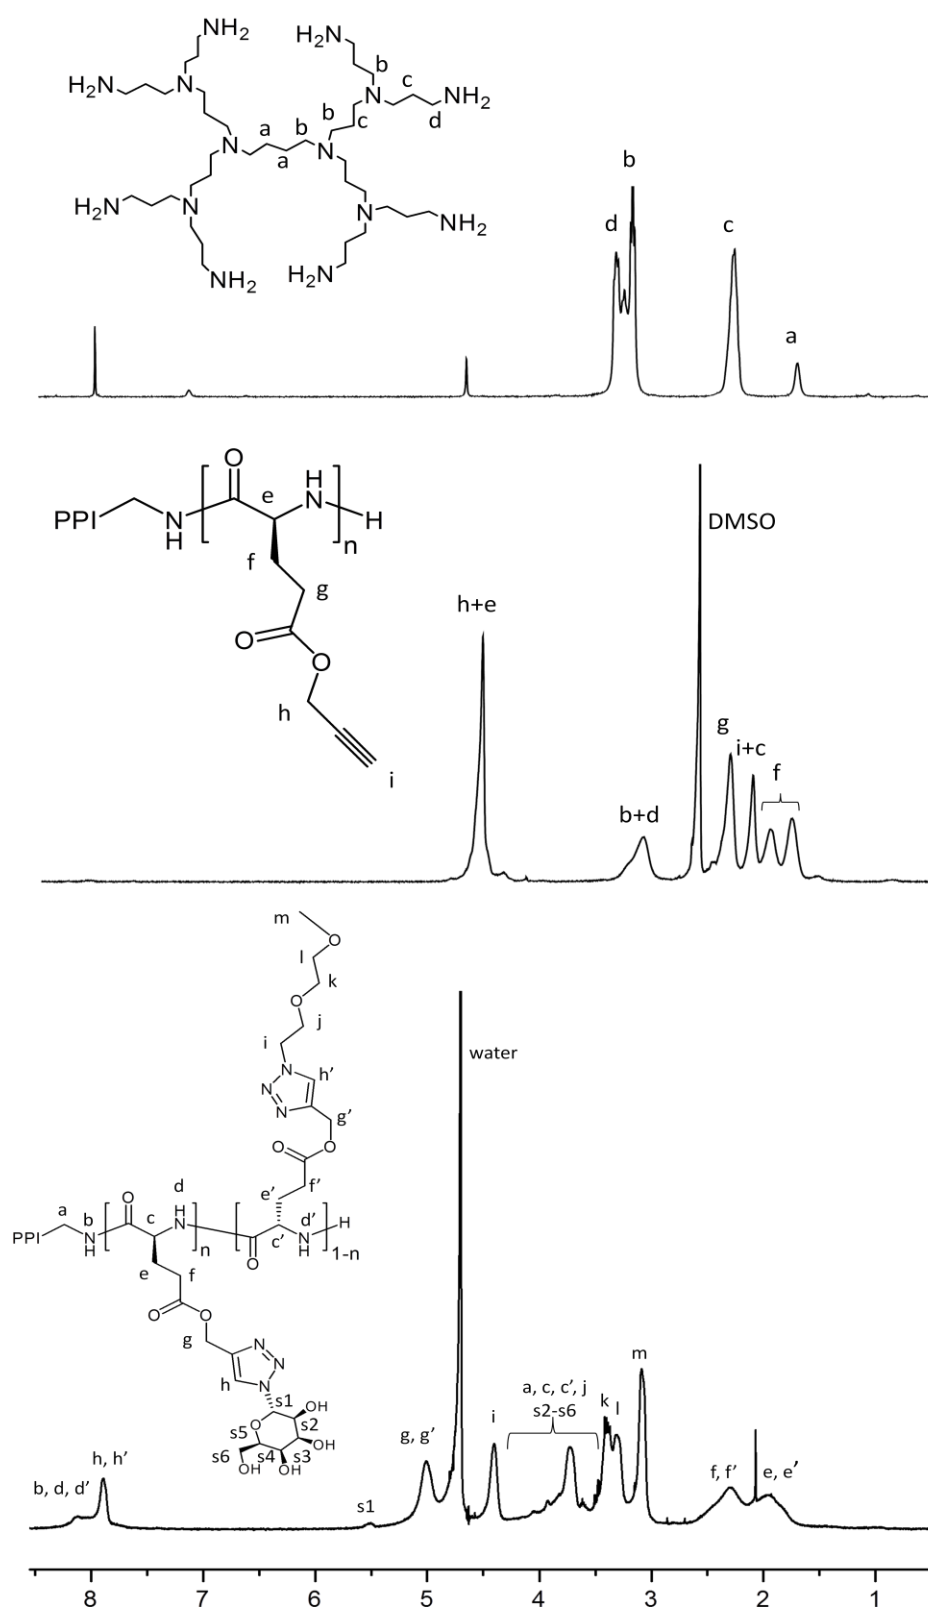 NH₂ H₂N
b
H₂N N c
N NH₂
b c d
a b
N N
a
H₂N N N NH₂
NH₂ H₂N
d b c a
O H
e N
PPI N H
H n
f g
O
O
h
i
h+e
DMSO
g
i+c
f
b+d
m
O
l
k
O
j
i
N h'
N
N g'
O O
e' f'
a b O c d
PPI N N H
H O c' d' N
H n H 1-n
e f
O O
g N
N
h N
s1 OH
s5 O s2
s6 s4 s3 OH
OH OH
water
b, d, d' h, h' s1 g, g' i
a, c, c', j
s2-s6
k l m
f, f' e, e'
8 7 6 5 4 3 2 1